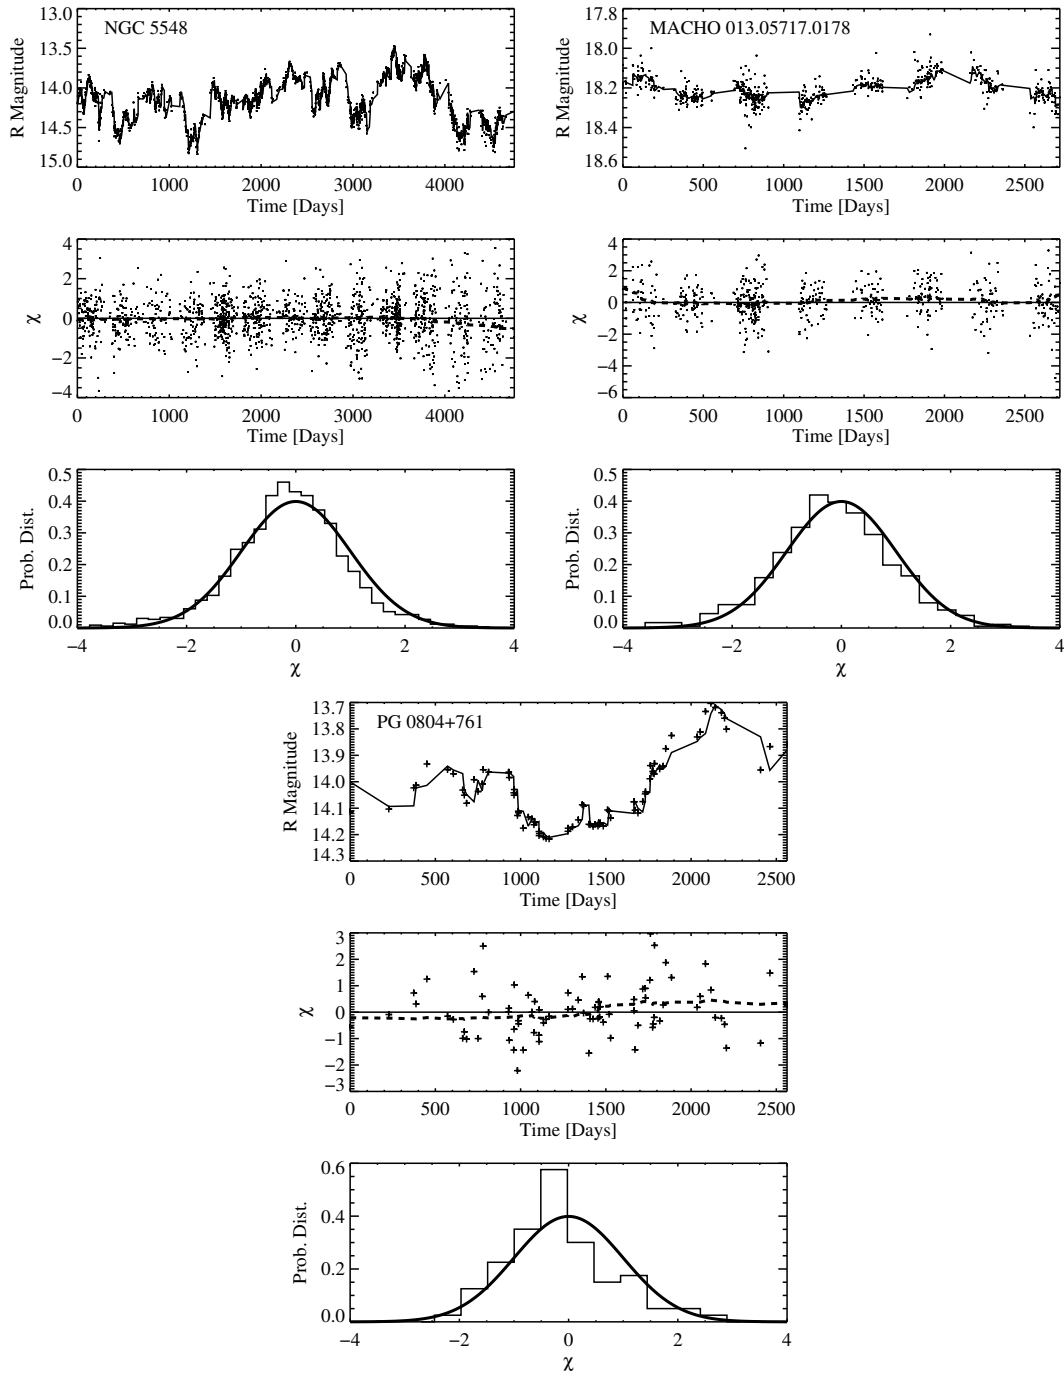 NGC 5548
R Magnitude
13.0
13.5
14.0
14.5
15.0
0 1000 2000 3000 4000
Time [Days]
MACHO 013.05717.0178
R Magnitude
17.8
18.0
18.2
18.4
18.6
0 500 1000 1500 2000 2500
Time [Days]
χ
4
2
0
−2
−4
0 1000 2000 3000 4000
Time [Days]
χ
4
2
0
−2
−4
−6
0 500 1000 1500 2000 2500
Time [Days]
Prob. Dist.
0.5
0.4
0.3
0.2
0.1
0.0
−4 −2 0 2 4
χ
Prob. Dist.
0.5
0.4
0.3
0.2
0.1
0.0
−4 −2 0 2 4
χ
PG 0804+761
R Magnitude
13.7
13.8
13.9
14.0
14.1
14.2
14.3
0 500 1000 1500 2000 2500
Time [Days]
χ
3
2
1
0
−1
−2
−3
0 500 1000 1500 2000 2500
Time [Days]
Prob. Dist.
0.6
0.4
0.2
0.0
−4 −2 0 2 4
χ